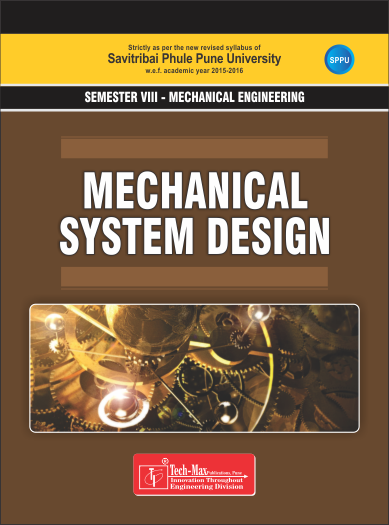 Strictly as per the new revised syllabus of
Savitribai Phule Pune University
w.e.f. academic year 2015-2016
SPPU
SEMESTER VIII - MECHANICAL ENGINEERING
MECHANICAL
SYSTEM DESIGN
Tech-Max Publications, Pune
Innovation Throughout
Engineering Division